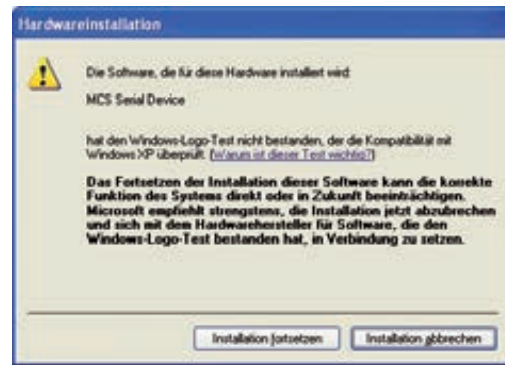 Hardwareinstallation
Die Software, die für diese Hardware installiert wird:
MCS Serial Device
hat den Windows-Logo-Test nicht bestanden, der die Kompatibilität mit
Windows XP überprüft. (Warum ist dieser Test wichtig?)
Das Fortsetzen der Installation dieser Software kann die korrekte
Funktion des Systems direkt oder in Zukunft beeinträchtigen.
Microsoft empfiehlt strengstens, die Installation jetzt abzubrechen
und sich mit dem Hardwarehersteller für Software, die den
Windows-Logo-Test bestanden hat, in Verbindung zu setzen.
Installation fortsetzen
Installation abbrechen